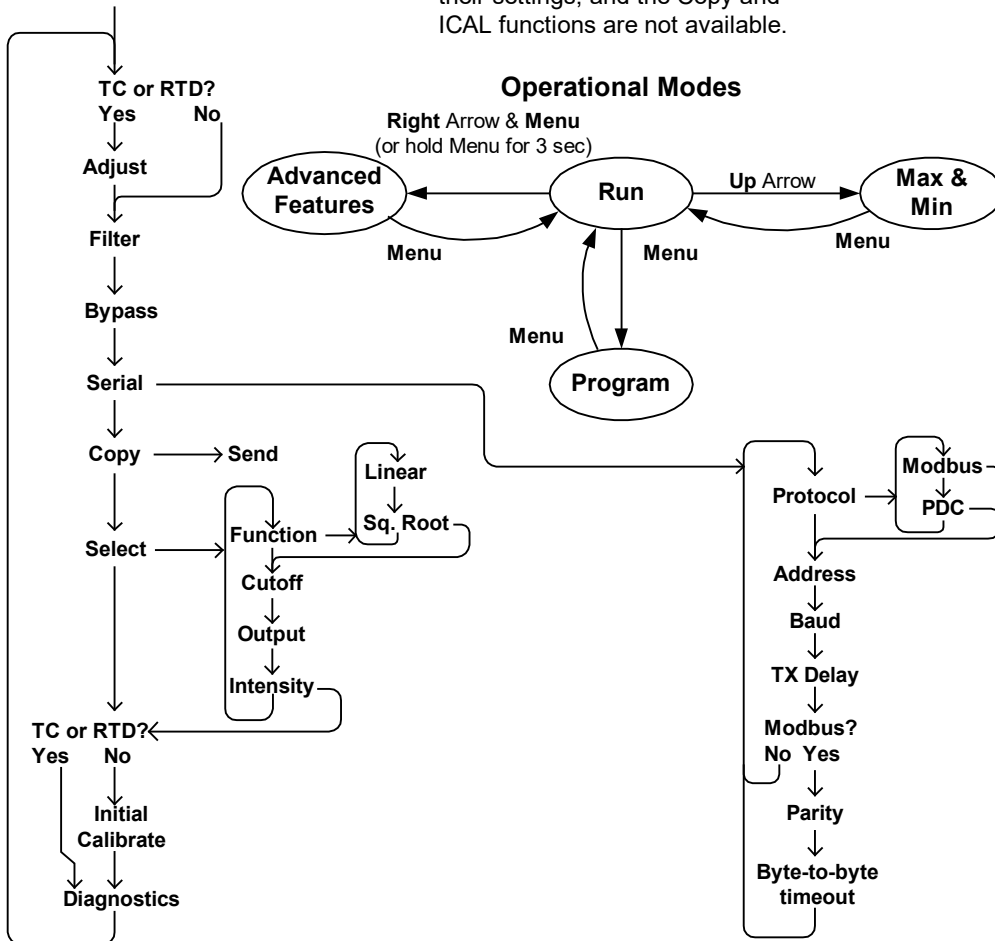 their settings, and the Copy and
ICAL functions are not available.
Operational Modes
Right Arrow & Menu
(or hold Menu for 3 sec)
Advanced
Features
Run
Up Arrow
Max &
Min
Menu
Menu
Menu
Menu
Program
TC or RTD?
Yes No
Adjust
Filter
Bypass
Serial
Copy
Send
Select
Function
Linear
Sq. Root
Cutoff
Output
Intensity
TC or RTD?
Yes No
Initial
Calibrate
Diagnostics
Protocol
Modbus
PDC
Address
Baud
TX Delay
Modbus?
No Yes
Parity
Byte-to-byte
timeout